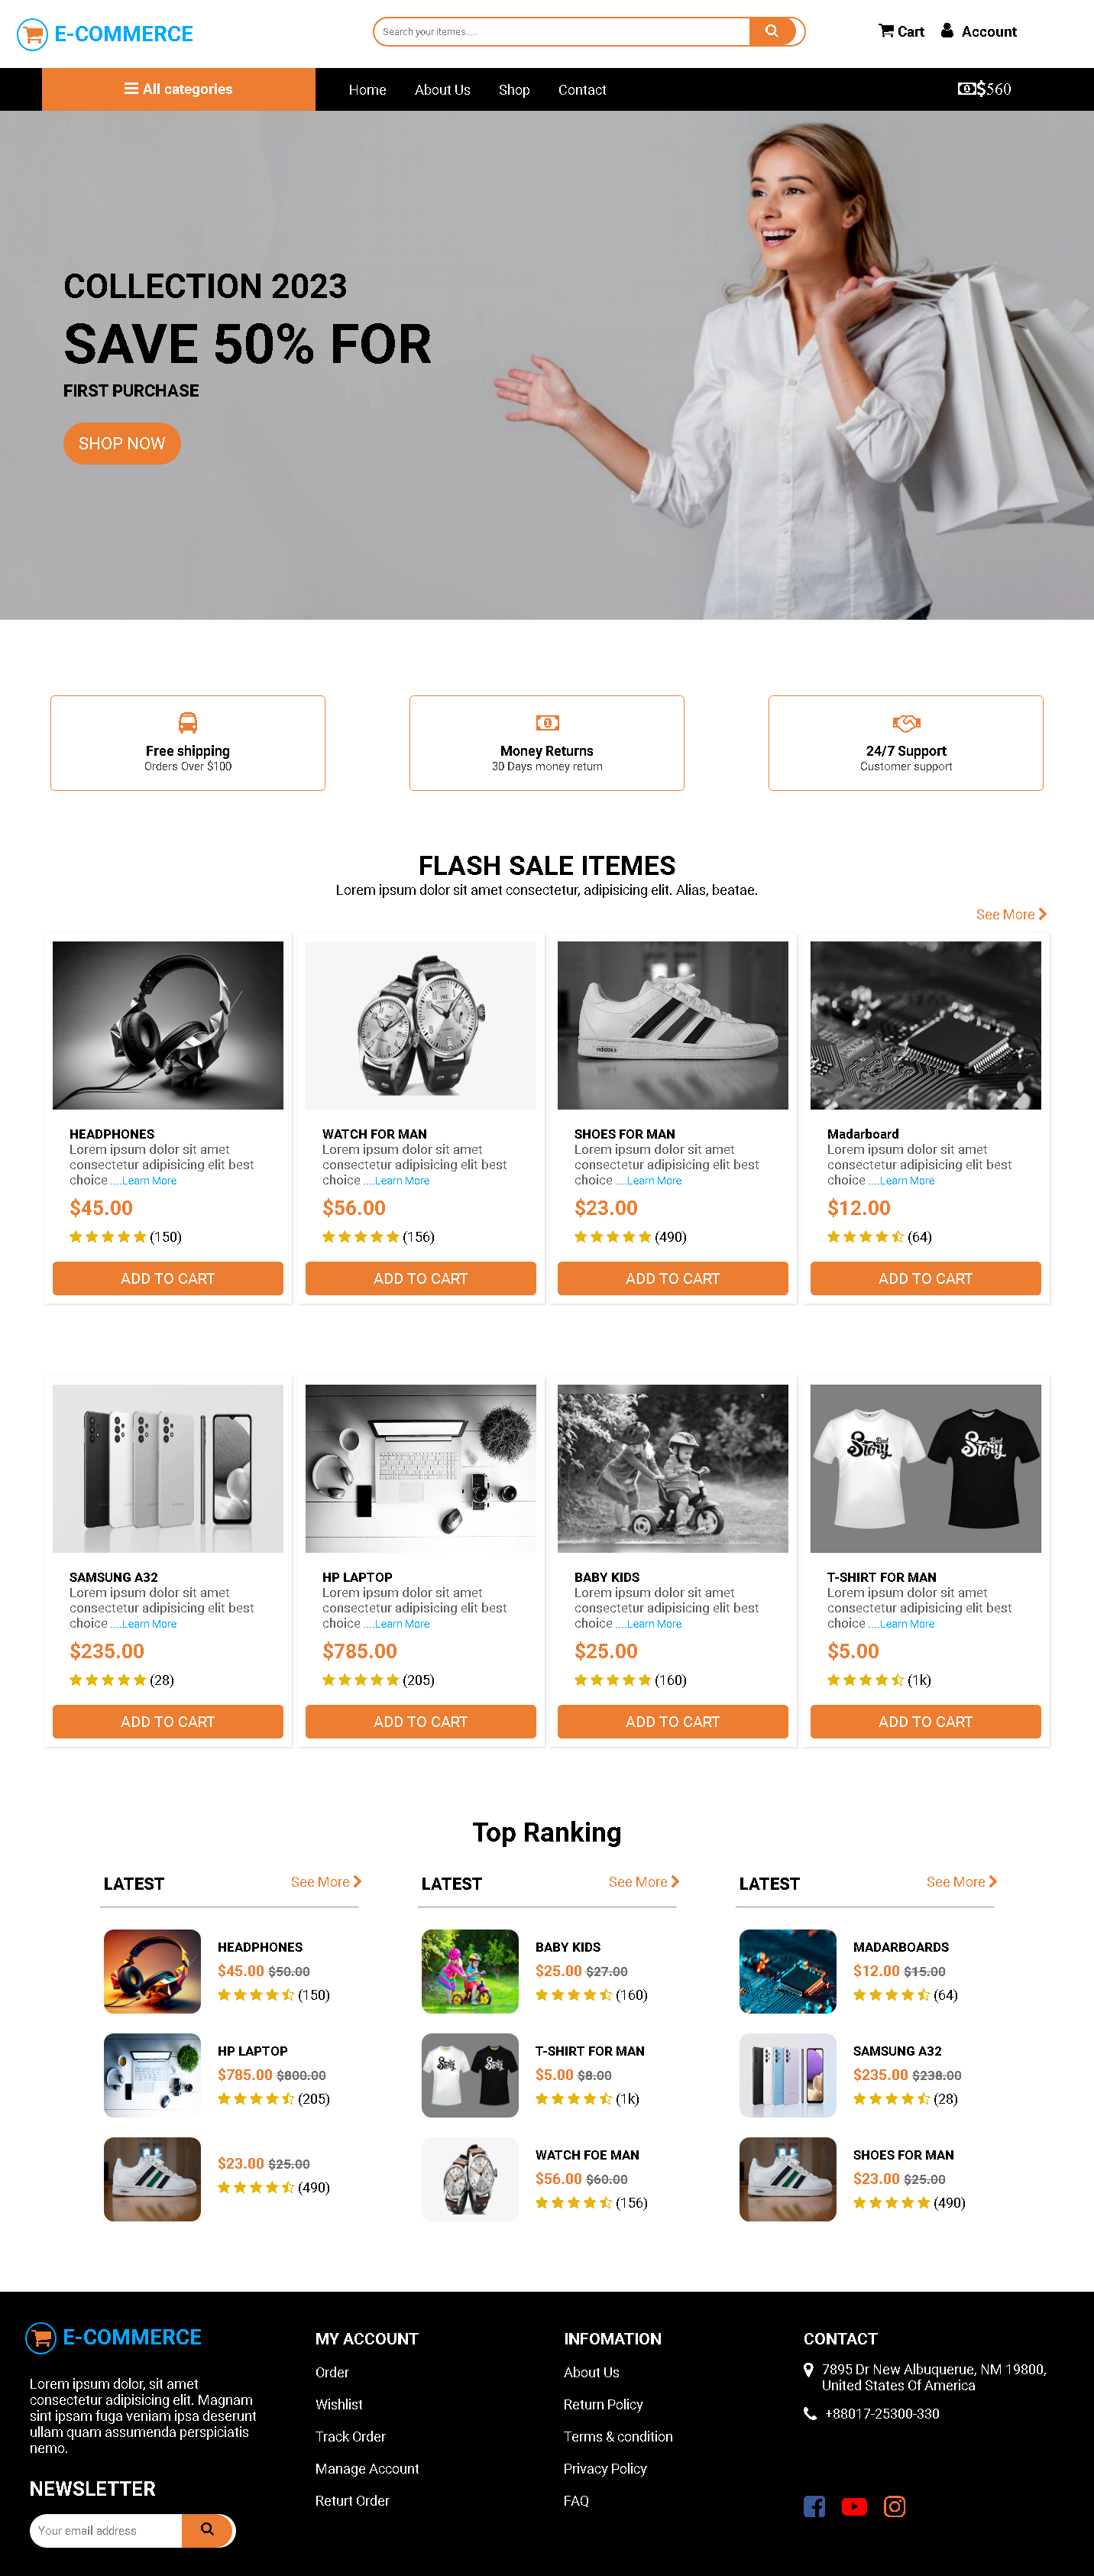 E-COMMERCE
Search your itemes.....
Cart
Account
All categories
Home
About Us
Shop
Contact
$560
COLLECTION 2023
SAVE 50% FOR
FIRST PURCHASE
SHOP NOW
Free shipping
Orders Over $100
Money Returns
30 Days money return
24/7 Support
Customer support
FLASH SALE ITEMES
Lorem ipsum dolor sit amet consectetur, adipisicing elit. Alias, beatae.
See More
adidas
HEADPHONES
Lorem ipsum dolor sit amet
consectetur adipisicing elit best
choice ....Learn More
$45.00
(150)
ADD TO CART
WATCH FOR MAN
Lorem ipsum dolor sit amet
consectetur adipisicing elit best
choice ....Learn More
$56.00
(156)
ADD TO CART
SHOES FOR MAN
Lorem ipsum dolor sit amet
consectetur adipisicing elit best
choice ....Learn More
$23.00
(490)
ADD TO CART
Madarboard
Lorem ipsum dolor sit amet
consectetur adipisicing elit best
choice ....Learn More
$12.00
(64)
ADD TO CART
SAMSUNG A32
Lorem ipsum dolor sit amet
consectetur adipisicing elit best
choice ....Learn More
$235.00
(28)
ADD TO CART
HP LAPTOP
Lorem ipsum dolor sit amet
consectetur adipisicing elit best
choice ....Learn More
$785.00
(205)
ADD TO CART
BABY KIDS
Lorem ipsum dolor sit amet
consectetur adipisicing elit best
choice ....Learn More
$25.00
(160)
ADD TO CART
Bad
Story
Bad
Story
T-SHIRT FOR MAN
Lorem ipsum dolor sit amet
consectetur adipisicing elit best
choice ....Learn More
$5.00
(1k)
ADD TO CART
Top Ranking
LATEST
See More
HEADPHONES
$45.00 $50.00
(150)
HP LAPTOP
$785.00 $800.00
(205)
$23.00 $25.00
(490)
LATEST
See More
BABY KIDS
$25.00 $27.00
(160)
Story
Story
T-SHIRT FOR MAN
$5.00 $8.00
(1k)
WATCH FOE MAN
$56.00 $60.00
(156)
LATEST
See More
MADARBOARDS
$12.00 $15.00
(64)
SAMSUNG A32
$235.00 $238.00
(28)
SHOES FOR MAN
$23.00 $25.00
(490)
E-COMMERCE
Lorem ipsum dolor, sit amet
consectetur adipisicing elit. Magnam
sint ipsam fuga veniam ipsa deserunt
ullam quam assumenda perspiciatis
nemo.
NEWSLETTER
Your email address
MY ACCOUNT
Order
Wishlist
Track Order
Manage Account
Returt Order
INFOMATION
About Us
Return Policy
Terms & condition
Privacy Policy
FAQ
CONTACT
7895 Dr New Albuquerue, NM 19800,
United States Of America
+88017-25300-330